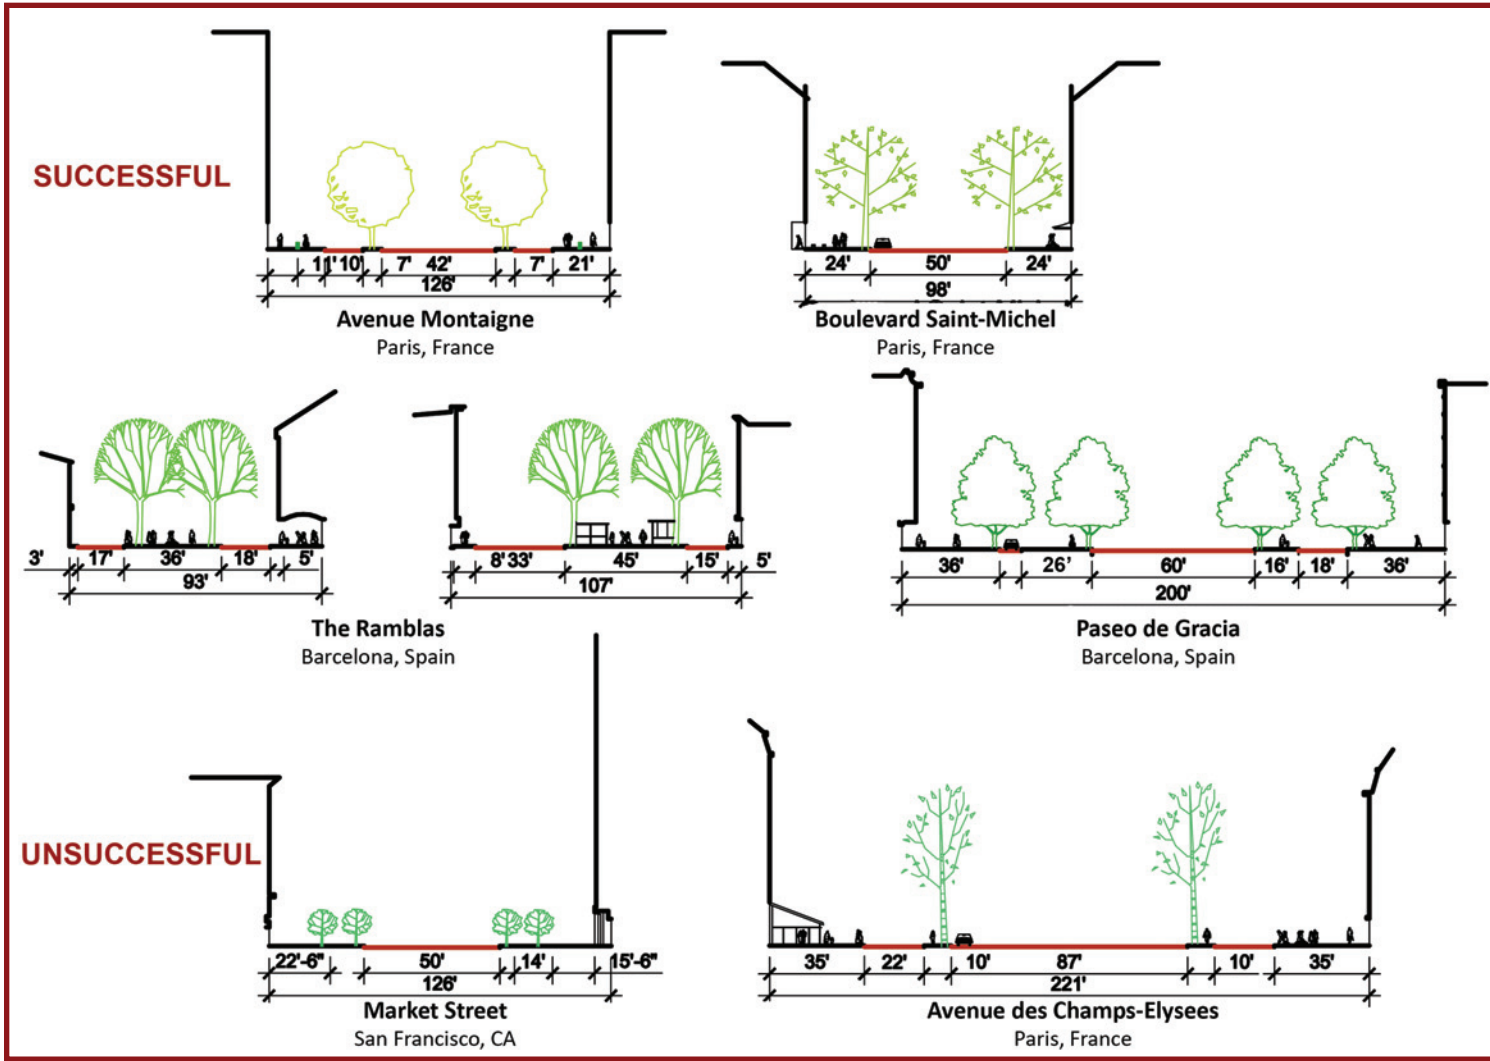 SUCCESSFUL
11' 10' 7' 42' 7' 21'
126'
Avenue Montaigne
Paris, France
24' 50' 24'
98'
Boulevard Saint-Michel
Paris, France
3' 17' 36' 18' 5'
93'
8' 33' 45' 15' 5'
107'
The Ramblas
Barcelona, Spain
36' 26' 60' 16' 18' 36'
200'
Paseo de Gracia
Barcelona, Spain
UNSUCCESSFUL
22'-6" 50' 14' 15'-6"
126'
Market Street
San Francisco, CA
35' 22' 10' 87' 10' 35'
221'
Avenue des Champs-Elysees
Paris, France